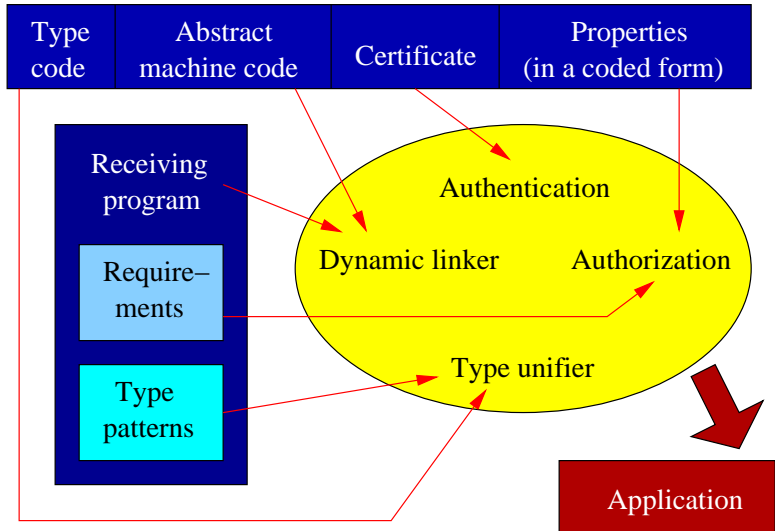 Type
code
Abstract
machine code
Certificate
Properties
(in a coded form)
Receiving
program
Authentication
Dynamic linker
Authorization
Require–
ments
Type unifier
Type
patterns
Application